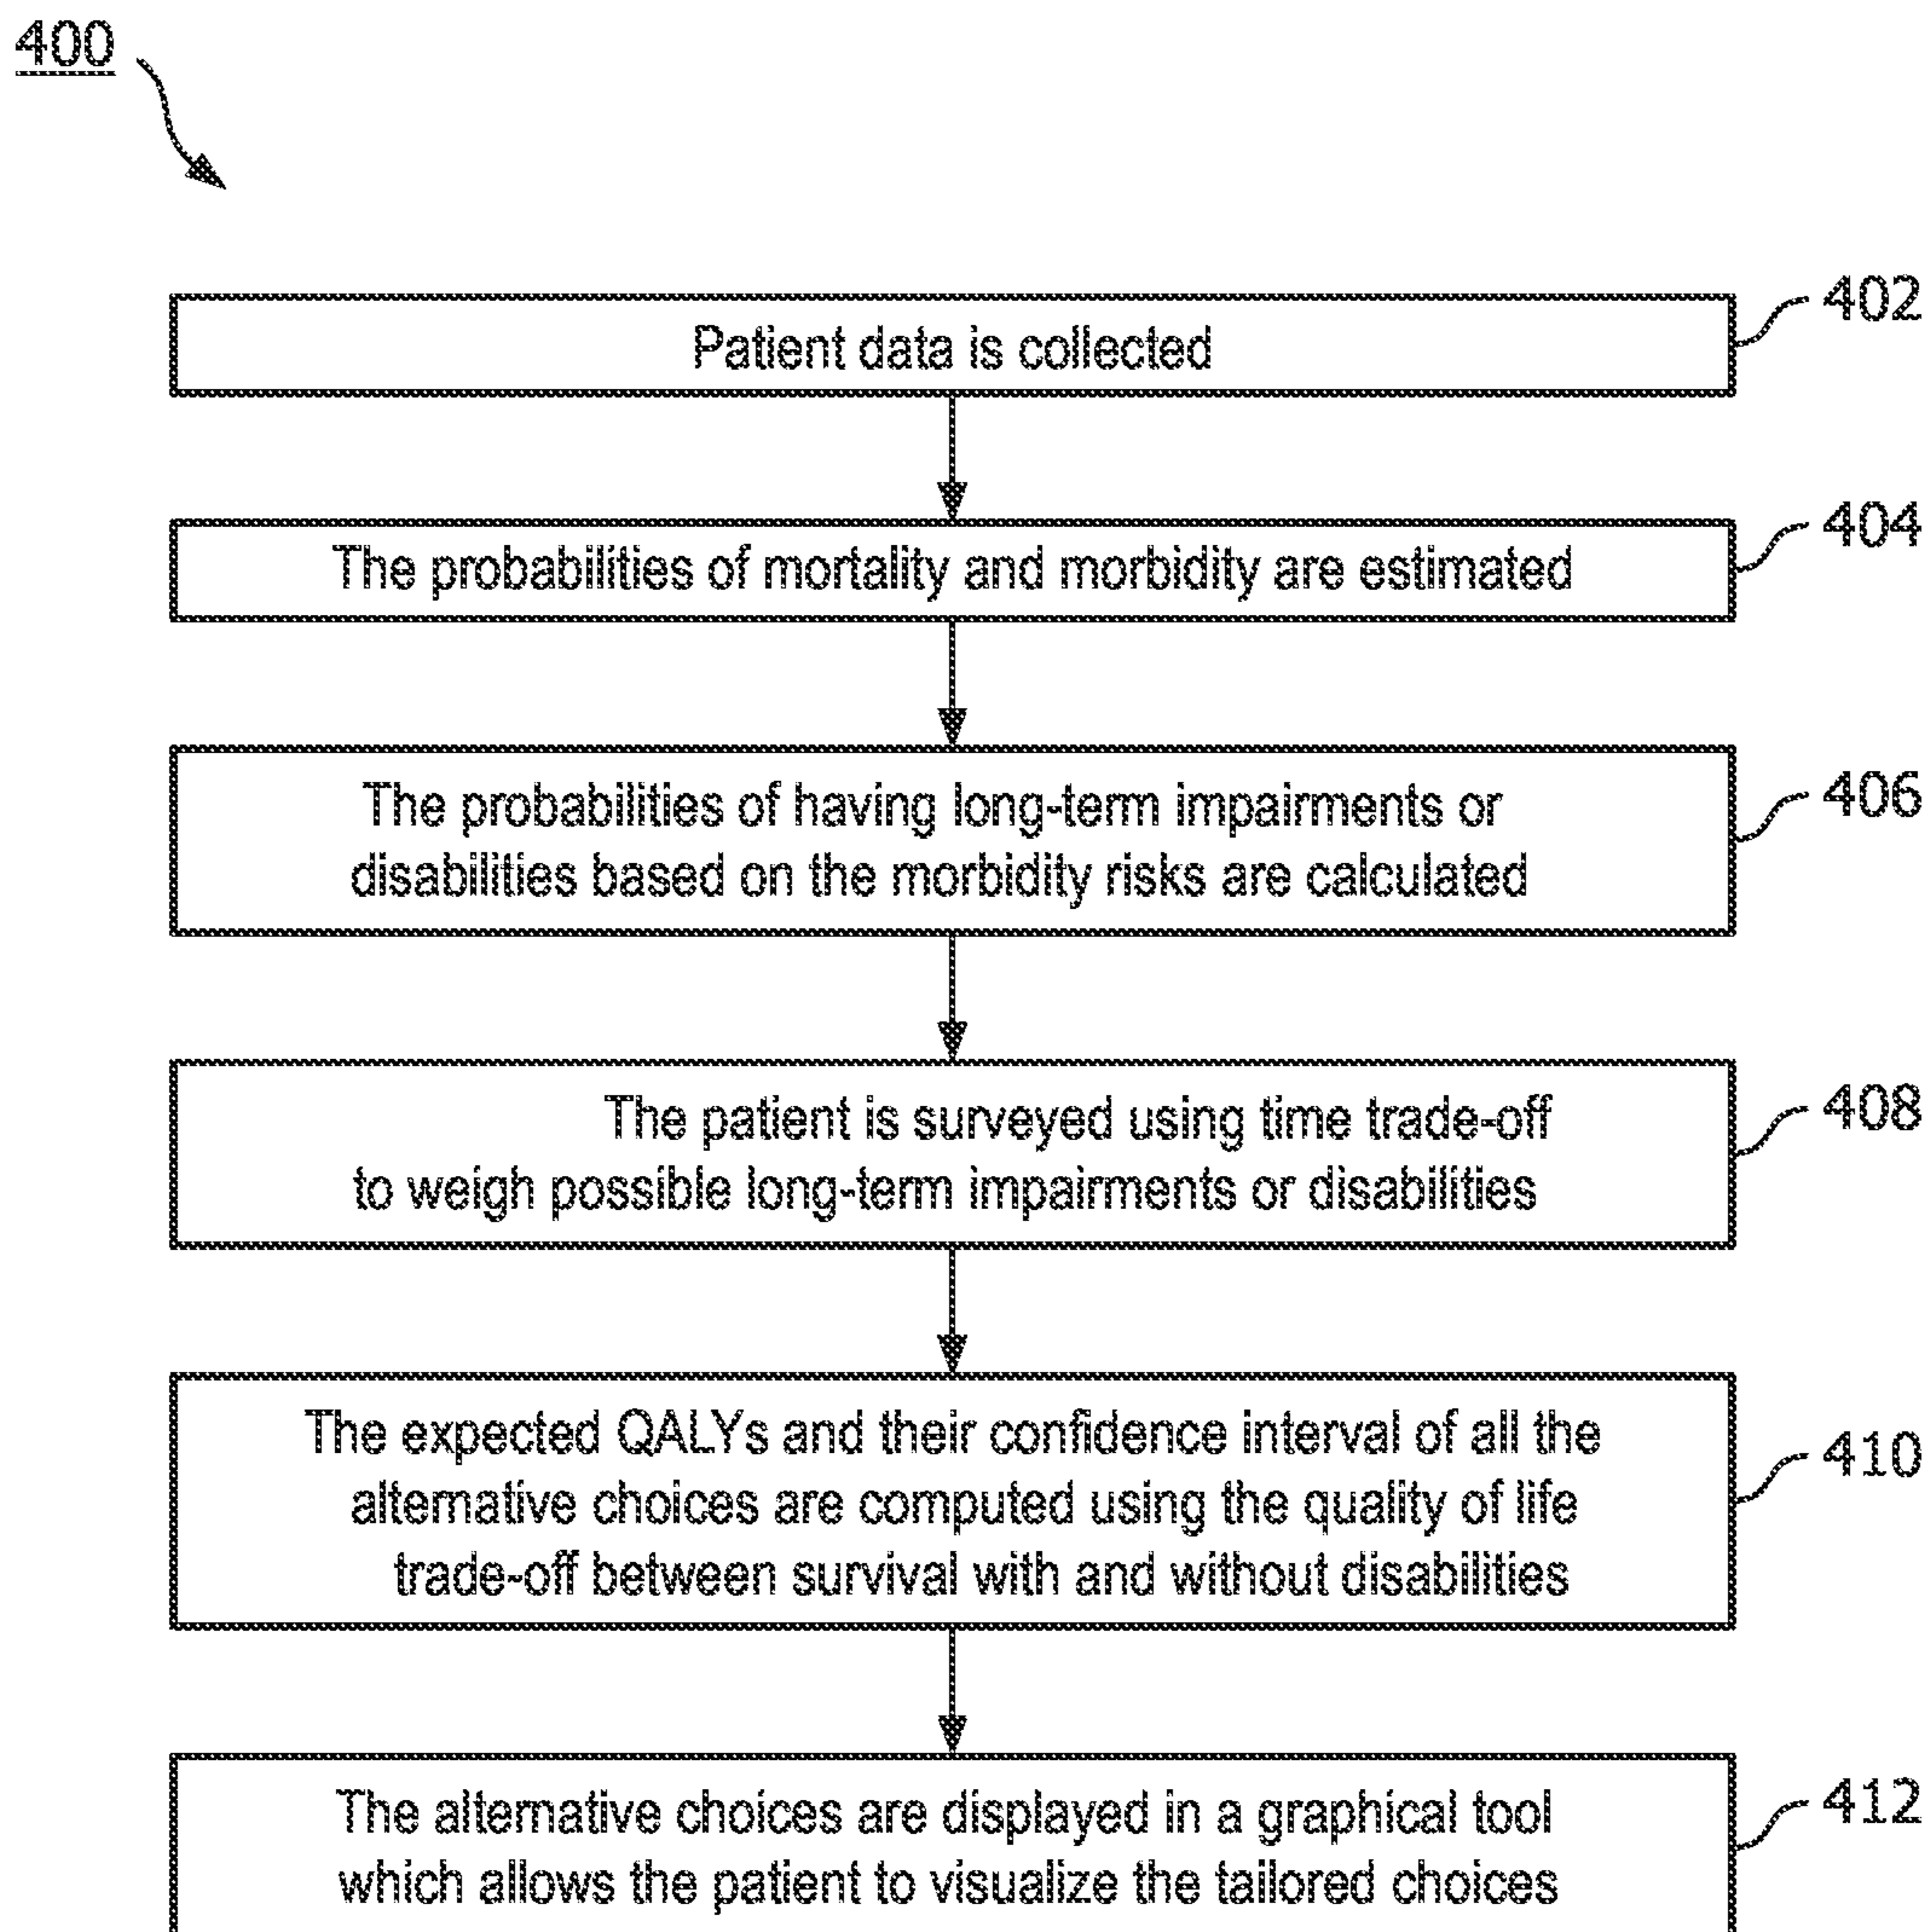 400
402
Patient data is collected
404
The probabilities of mortality and morbidity are estimated
406
The probabilities of having long-term impairments or
disabilities based on the morbidity risks are calculated
408
The patient is surveyed using time trade-off
to weigh possible long-term impairments or disabilities
410
The expected QALYs and their confidence interval of all the
alternative choices are computed using the quality of life
trade-off between survival with and without disabilities
412
The alternative choices are displayed in a graphical tool
which allows the patient to visualize the tailored choices